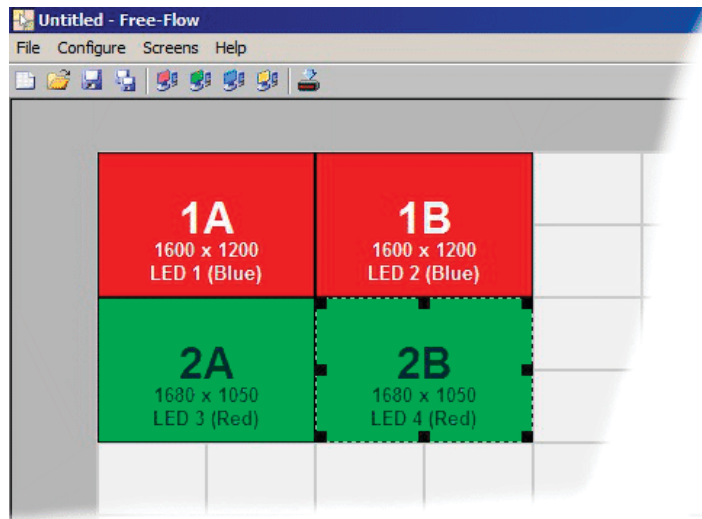 Untitled - Free-Flow
File Configure Screens Help
1A
1600 x 1200
LED 1 (Blue)
1B
1600 x 1200
LED 2 (Blue)
2A
1680 x 1050
LED 3 (Red)
2B
1680 x 1050
LED 4 (Red)